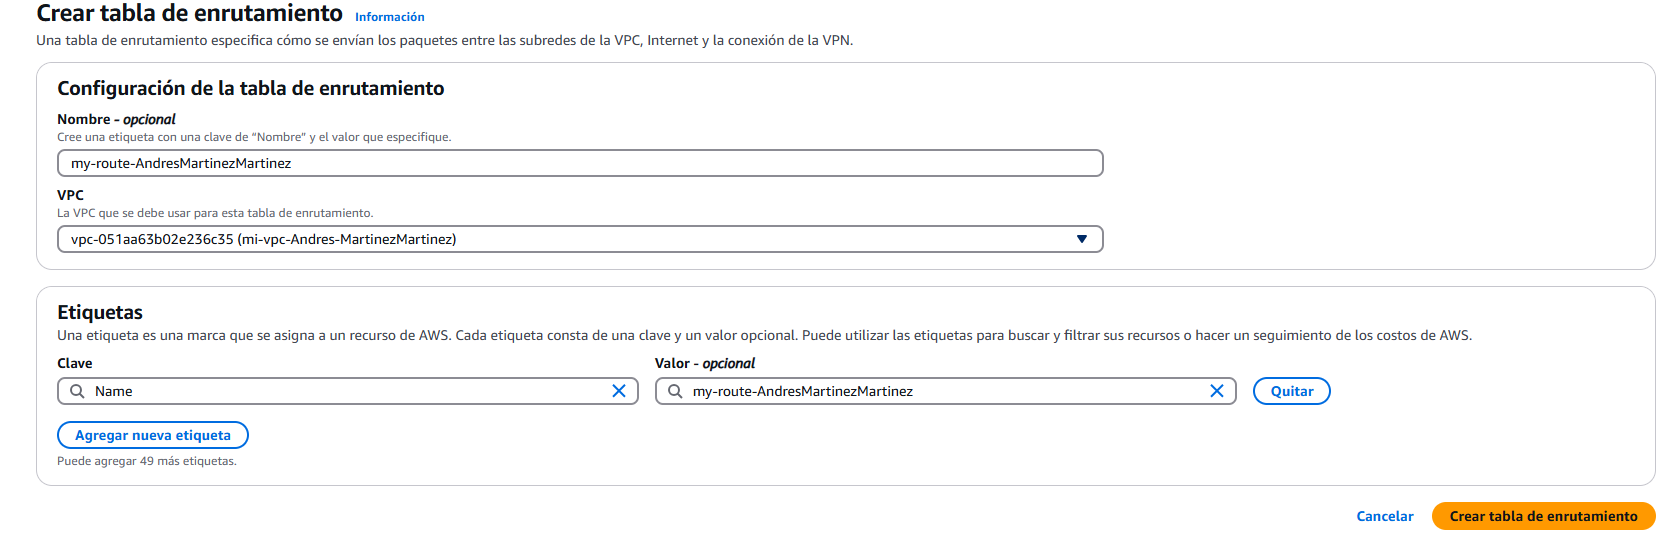 Crear tabla de enrutamiento Información
Una tabla de enrutamiento especifica cómo se envían los paquetes entre las subredes de la VPC, Internet y la conexión de la VPN.
Configuración de la tabla de enrutamiento
Nombre - opcional
Cree una etiqueta con una clave de “Nombre” y el valor que especifique.
my-route-AndresMartinezMartinez
VPC
La VPC que se debe usar para esta tabla de enrutamiento.
vpc-051aa63b02e236c35 (mi-vpc-Andres-MartinezMartinez)
Etiquetas
Una etiqueta es una marca que se asigna a un recurso de AWS. Cada etiqueta consta de una clave y un valor opcional. Puede utilizar las etiquetas para buscar y filtrar sus recursos o hacer un seguimiento de los costos de AWS.
Clave Valor - opcional
Name my-route-AndresMartinezMartinez Quitar
Agregar nueva etiqueta
Puede agregar 49 más etiquetas.
Cancelar Crear tabla de enrutamiento